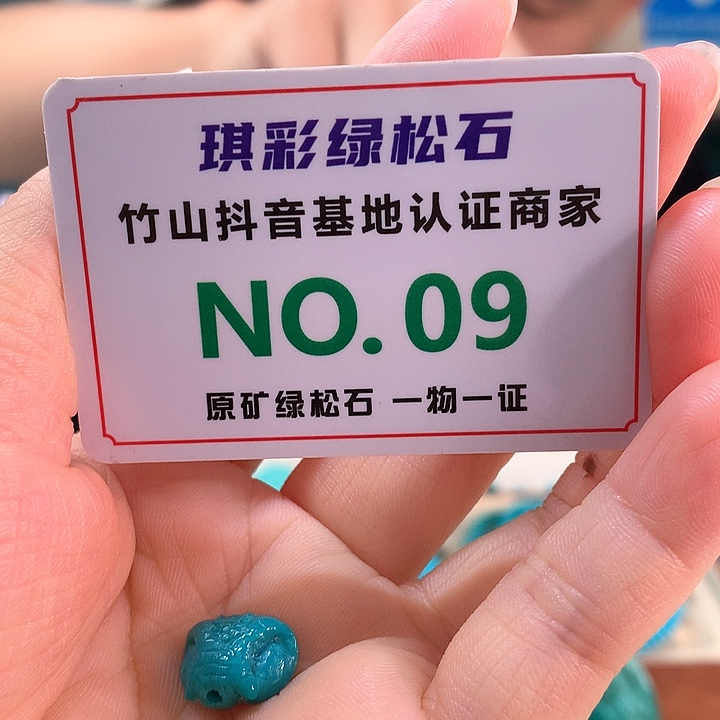 琪彩绿松石
竹山抖音基地认证商家
NO.09
原矿绿松石 一物一证